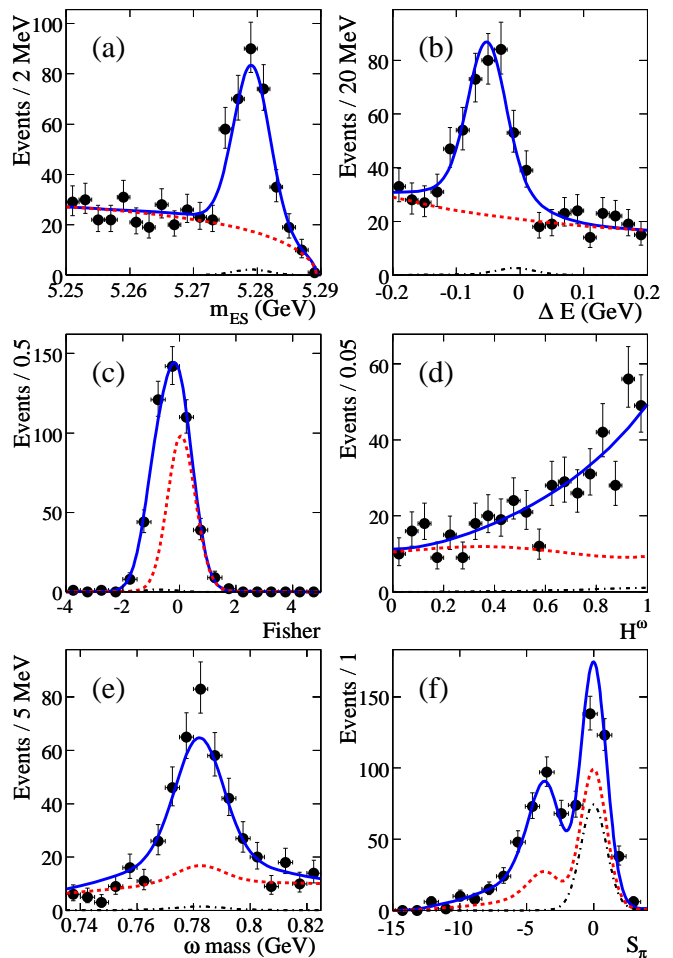 (a)
Events / 2 MeV
100
80
60
40
20
0
5.25 5.26 5.27 5.28 5.29
m_ES (GeV)
(b)
Events / 20 MeV
80
60
40
20
0
-0.2 -0.1 0 0.1 0.2
Δ E (GeV)
(c)
Events / 0.5
150
100
50
0
-4 -2 0 2 4
Fisher
(d)
Events / 0.05
60
40
20
0
0 0.2 0.4 0.6 0.8 1
H^ω
(e)
Events / 5 MeV
100
80
60
40
20
0
0.74 0.76 0.78 0.8 0.82
ω mass (GeV)
(f)
Events / 1
150
100
50
0
-15 -10 -5 0
S_π